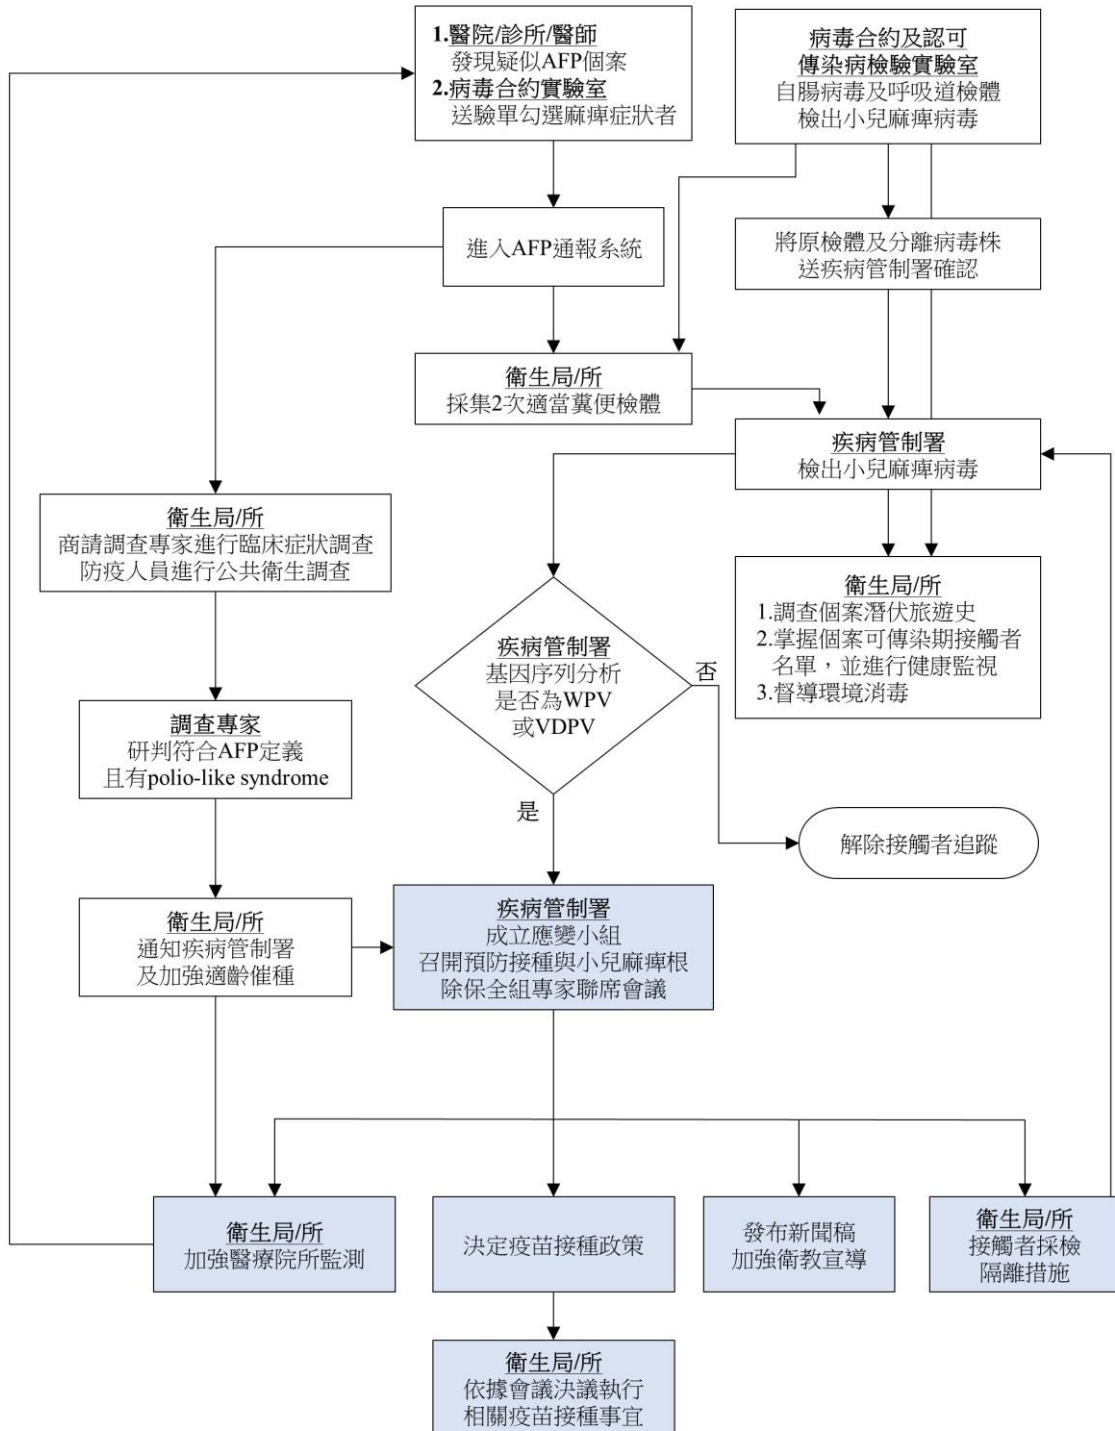 1.醫院/診所/醫師
發現疑似AFP個案
2.病毒合約實驗室
送驗單勾選麻痺症狀者
病毒合約及認可
傳染病檢驗實驗室
自腸病毒及呼吸道檢體
檢出小兒麻痺病毒
進入AFP通報系統
將原檢體及分離病毒株
送疾病管制署確認
衛生局/所
採集2次適當糞便檢體
疾病管制署
檢出小兒麻痺病毒
衛生局/所
商請調查專家進行臨床症狀調查
防疫人員進行公共衛生調查
衛生局/所
1.調查個案潛伏旅遊史
2.掌握個案可傳染期接觸者
名單，並進行健康監視
3.督導環境消毒
疾病管制署
基因序列分析
是否為WPV
或VDPV
否
是
調查專家
研判符合AFP定義
且有polio-like syndrome
解除接觸者追蹤
衛生局/所
通知疾病管制署
及加強適齡催種
疾病管制署
成立應變小組
召開預防接種與小兒麻痺根
除保全組專家聯席會議
衛生局/所
加強醫療院所監測
決定疫苗接種政策
發布新聞稿
加強衛教宣導
衛生局/所
接觸者採檢
隔離措施
衛生局/所
依據會議決議執行
相關疫苗接種事宜